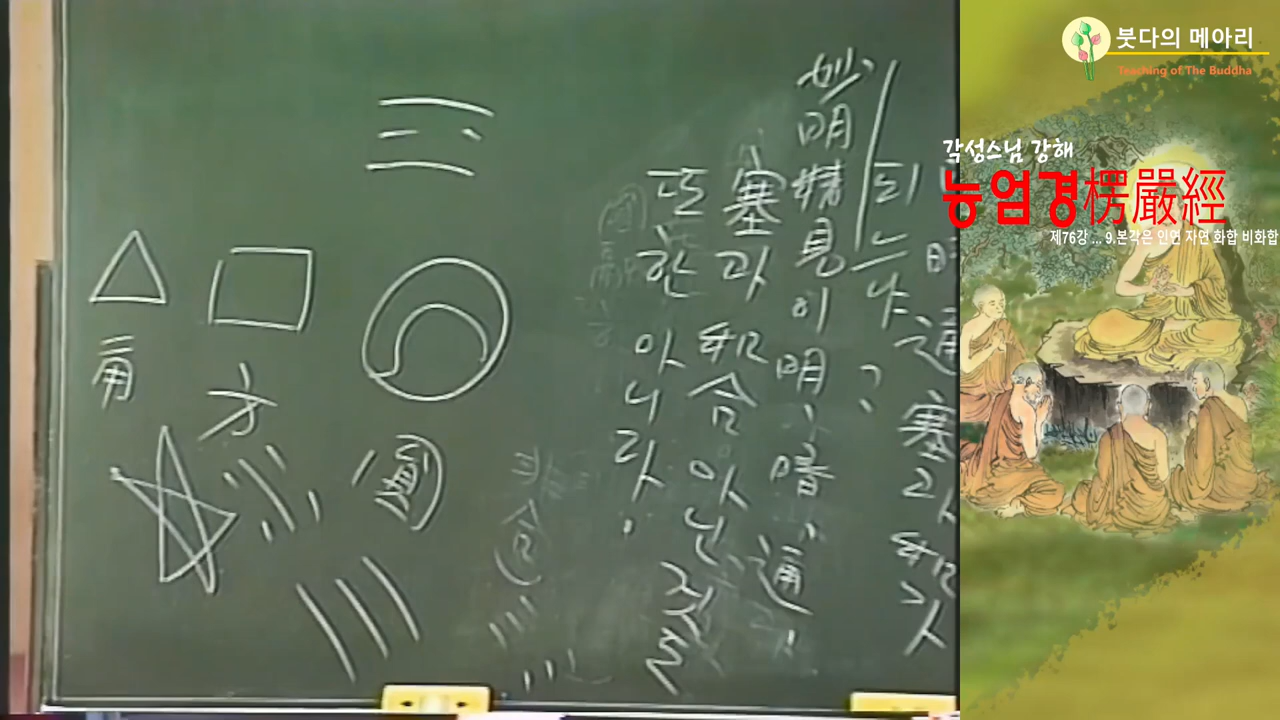 붓다의 메아리
Teaching of The Buddha
각성스님 강해
능엄경楞嚴經
제76강 ... 9.본각은 인연 자연 화합 비화합
通 塞과 和
되느냐?
妙明精見이 明, 暗, 通,
塞과 和合 아닌
또한 아니라.
角
方
圓